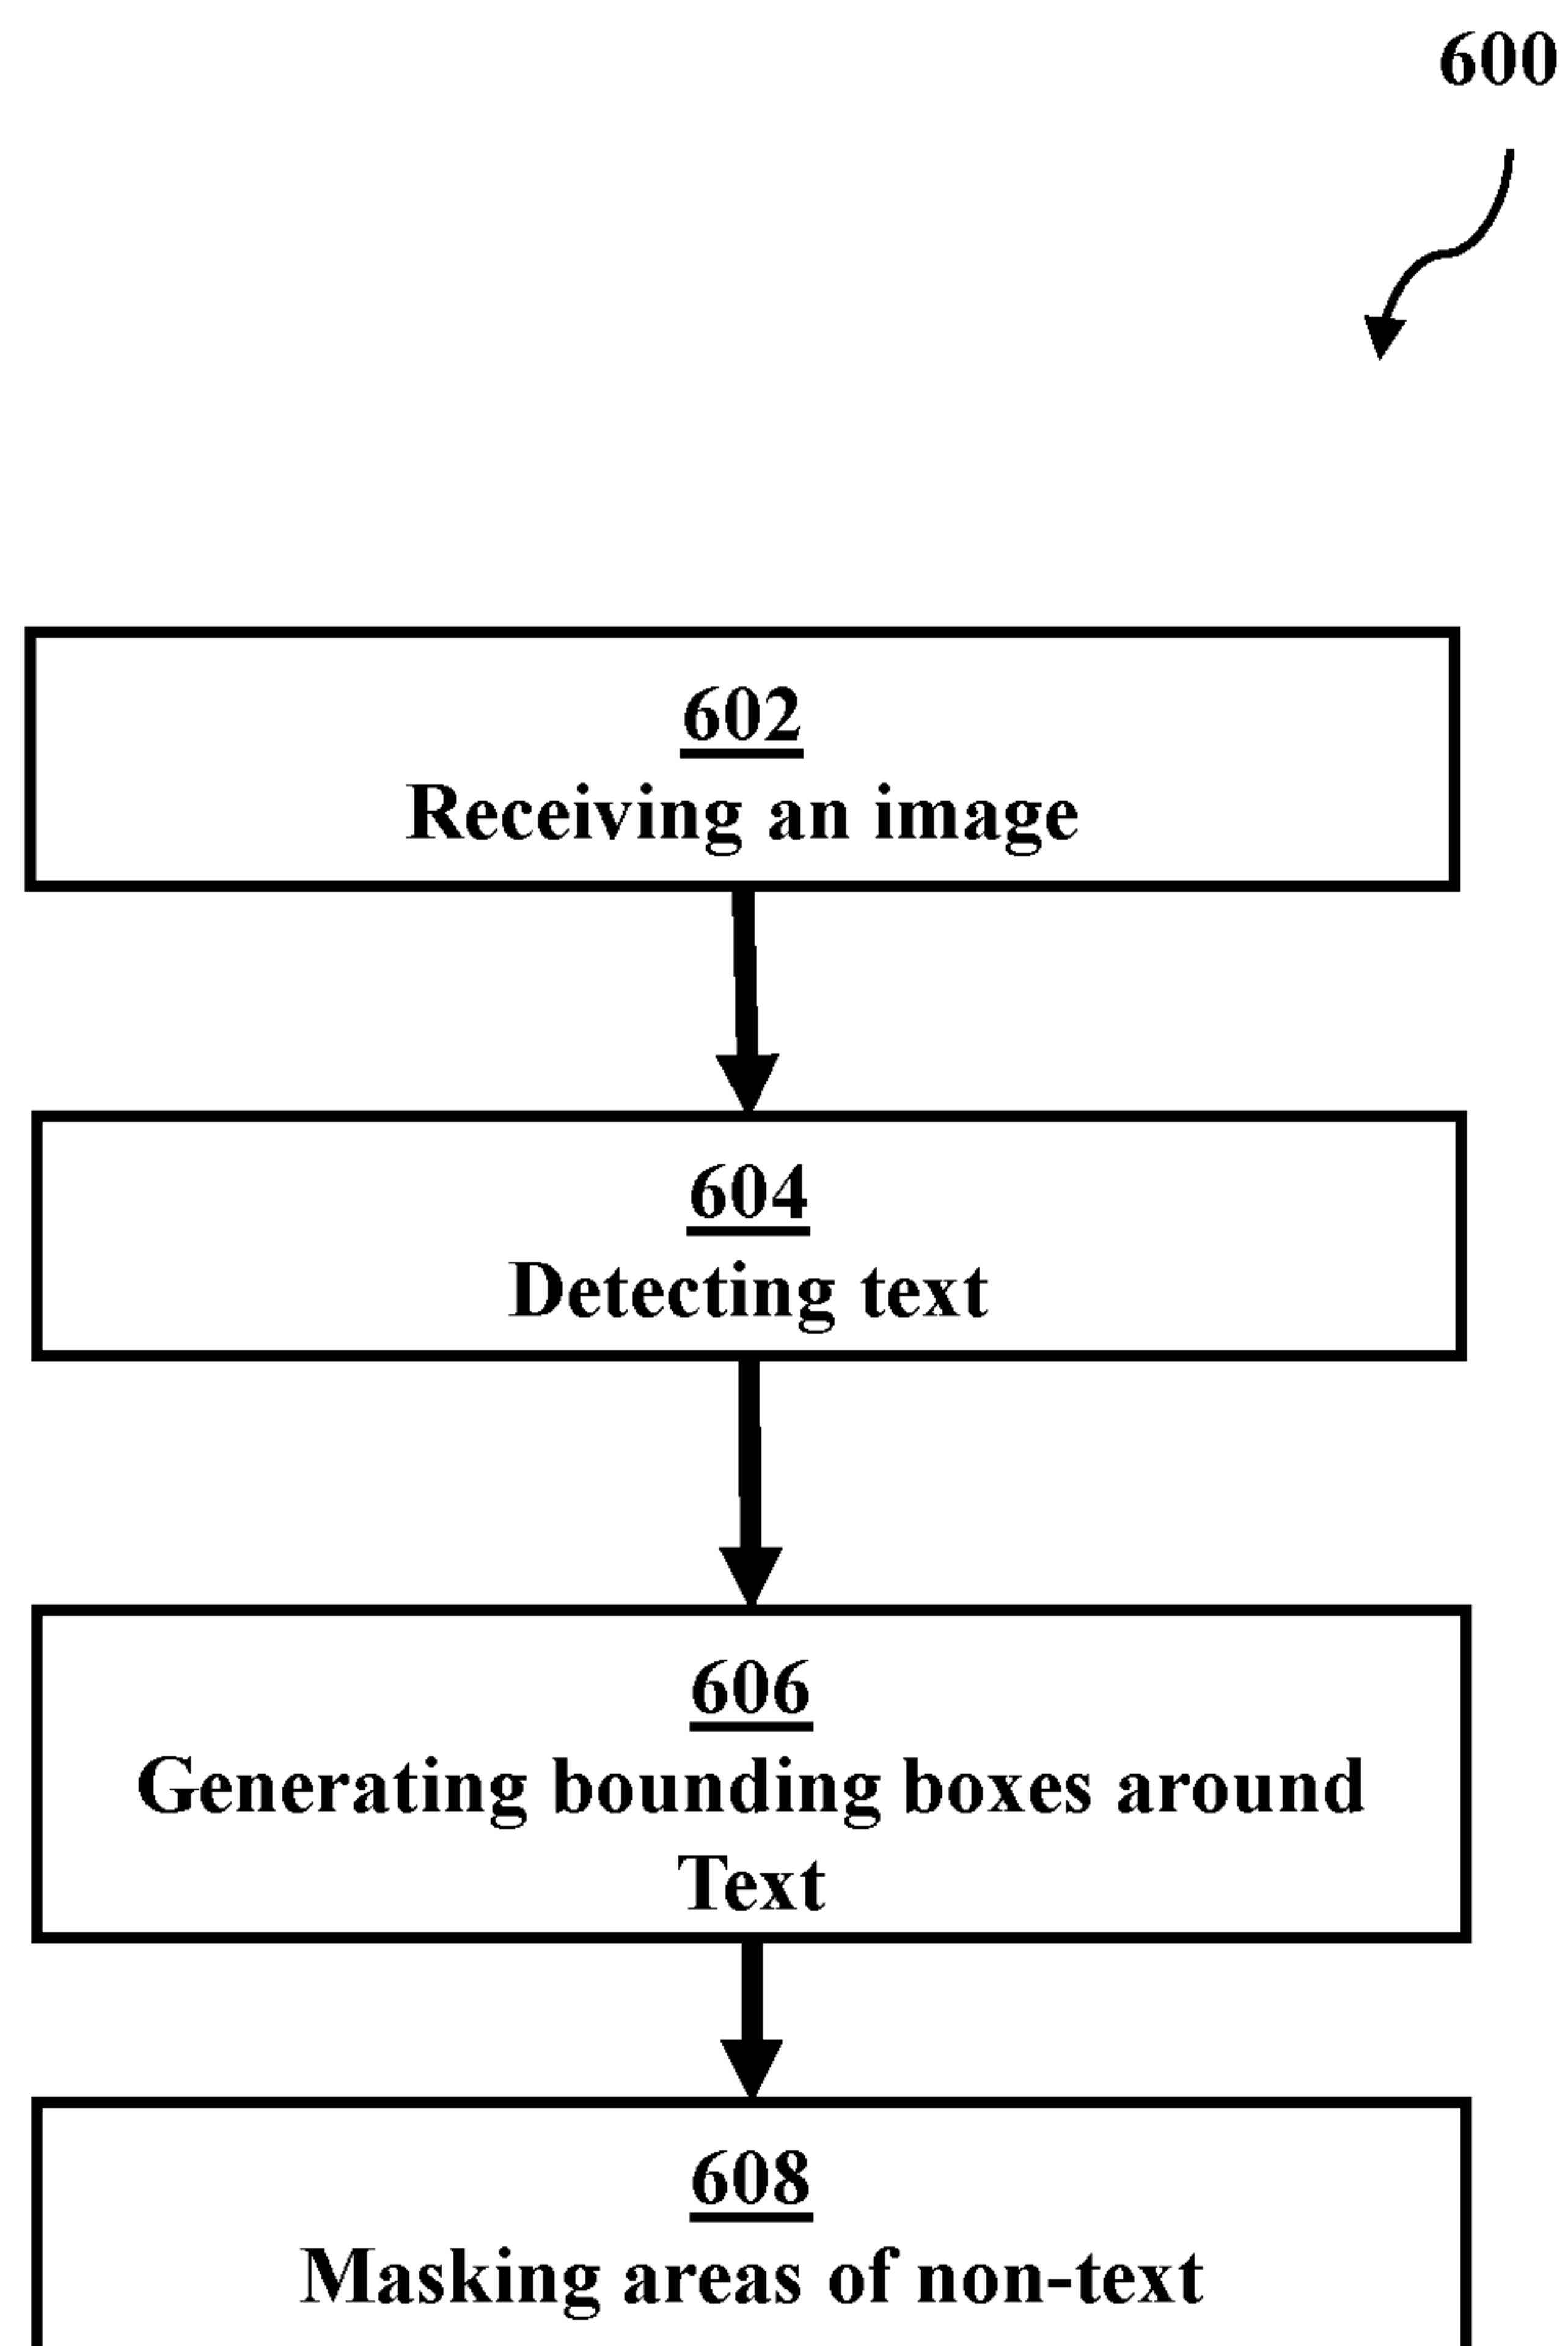 600
602
Receiving an image
604
Detecting text
606
Generating bounding boxes around
Text
608
Masking areas of non-text